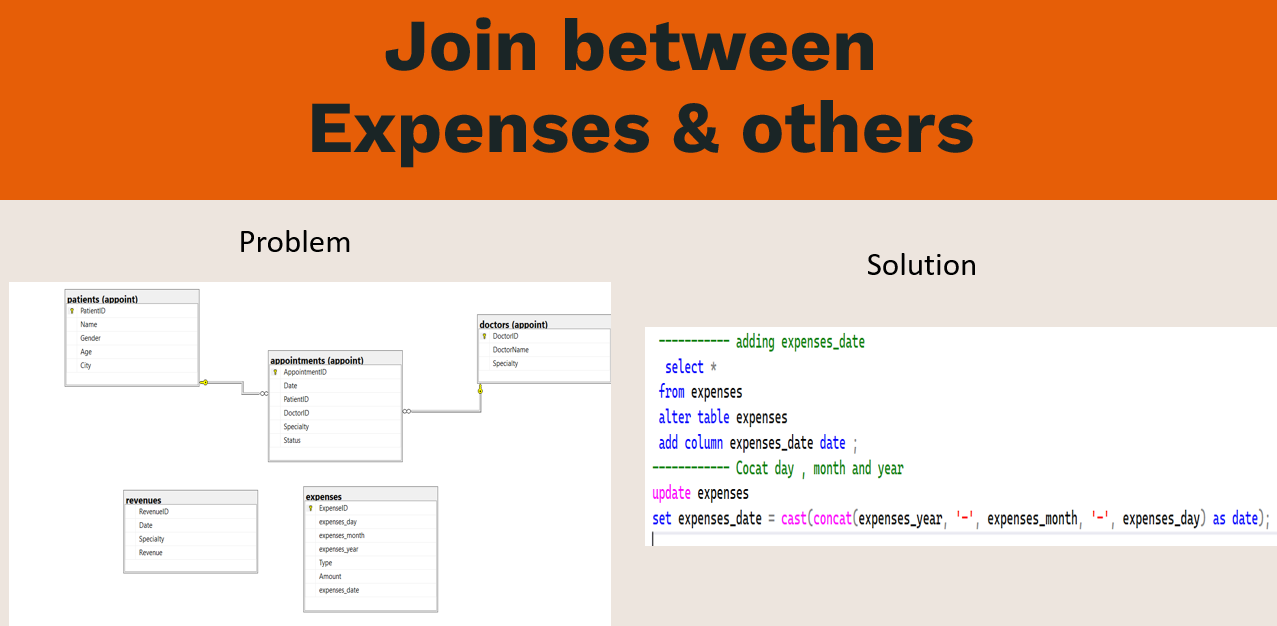 Join between
Expenses & others
Problem
Solution
patients (appoint)
PatientID
Name
Gender
Age
City
appointments (appoint)
AppointmentID
Date
PatientID
DoctorID
Specialty
Status
doctors (appoint)
DoctorID
DoctorName
Specialty
revenues
RevenueID
Date
Specialty
Revenue
expenses
ExpenseID
expenses_day
expenses_month
expenses_year
Type
Amount
expenses_date
----------- adding expenses_date
select *
from expenses
alter table expenses
add column expenses_date date ;
------------ Cocat day , month and year
update expenses
set expenses_date = cast(concat(expenses_year, '-', expenses_month, '-', expenses_day) as date);